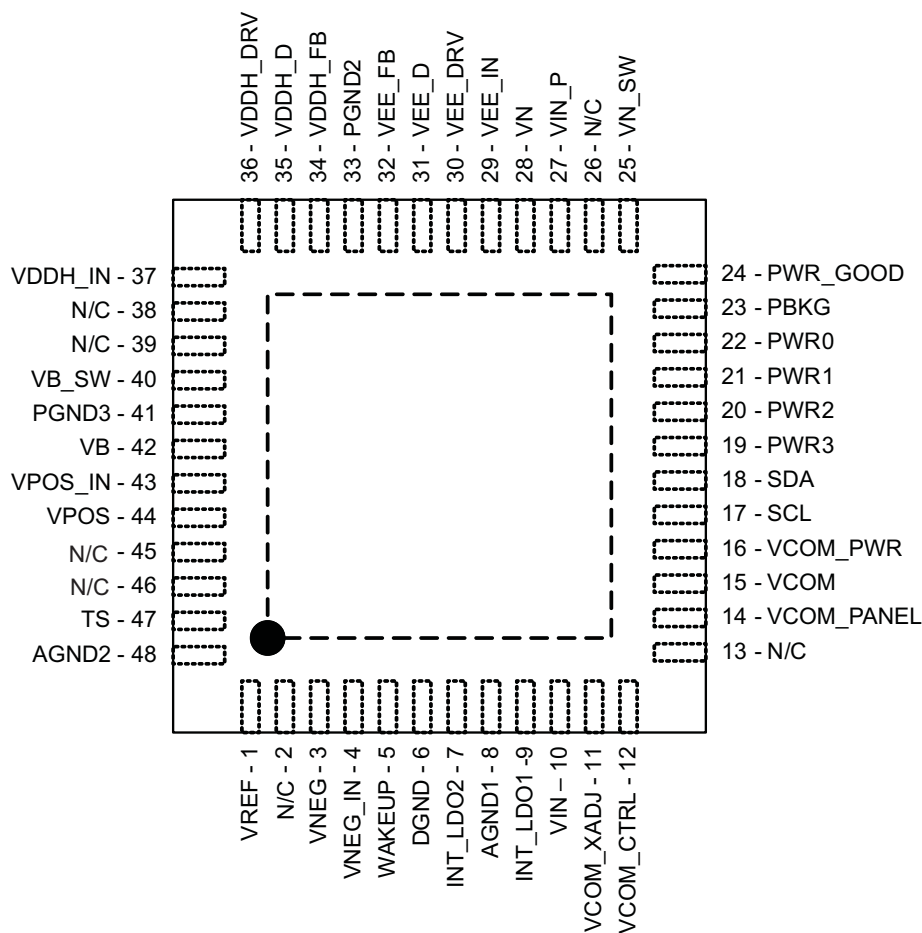 36 - VDDH_DRV
35 - VDDH_D
34 - VDDH_FB
33 - PGND2
32 - VEE_FB
31 - VEE_D
30 - VEE_DRV
29 - VEE_IN
28 - VN
27 - VIN_P
26 - N/C
25 - VN_SW
VDDH_IN - 37
N/C - 38
N/C - 39
VB_SW - 40
PGND3 - 41
VB - 42
VPOS_IN - 43
VPOS - 44
N/C - 45
N/C - 46
TS - 47
AGND2 - 48
24 - PWR_GOOD
23 - PBKG
22 - PWR0
21 - PWR1
20 - PWR2
19 - PWR3
18 - SDA
17 - SCL
16 - VCOM_PWR
15 - VCOM
14 - VCOM_PANEL
13 - N/C
VREF - 1
N/C - 2
VNEG - 3
VNEG_IN - 4
WAKEUP - 5
DGND - 6
INT_LDO2 - 7
AGND1 - 8
INT_LDO1 -9
VIN – 10
VCOM_XADJ - 11
VCOM_CTRL - 12